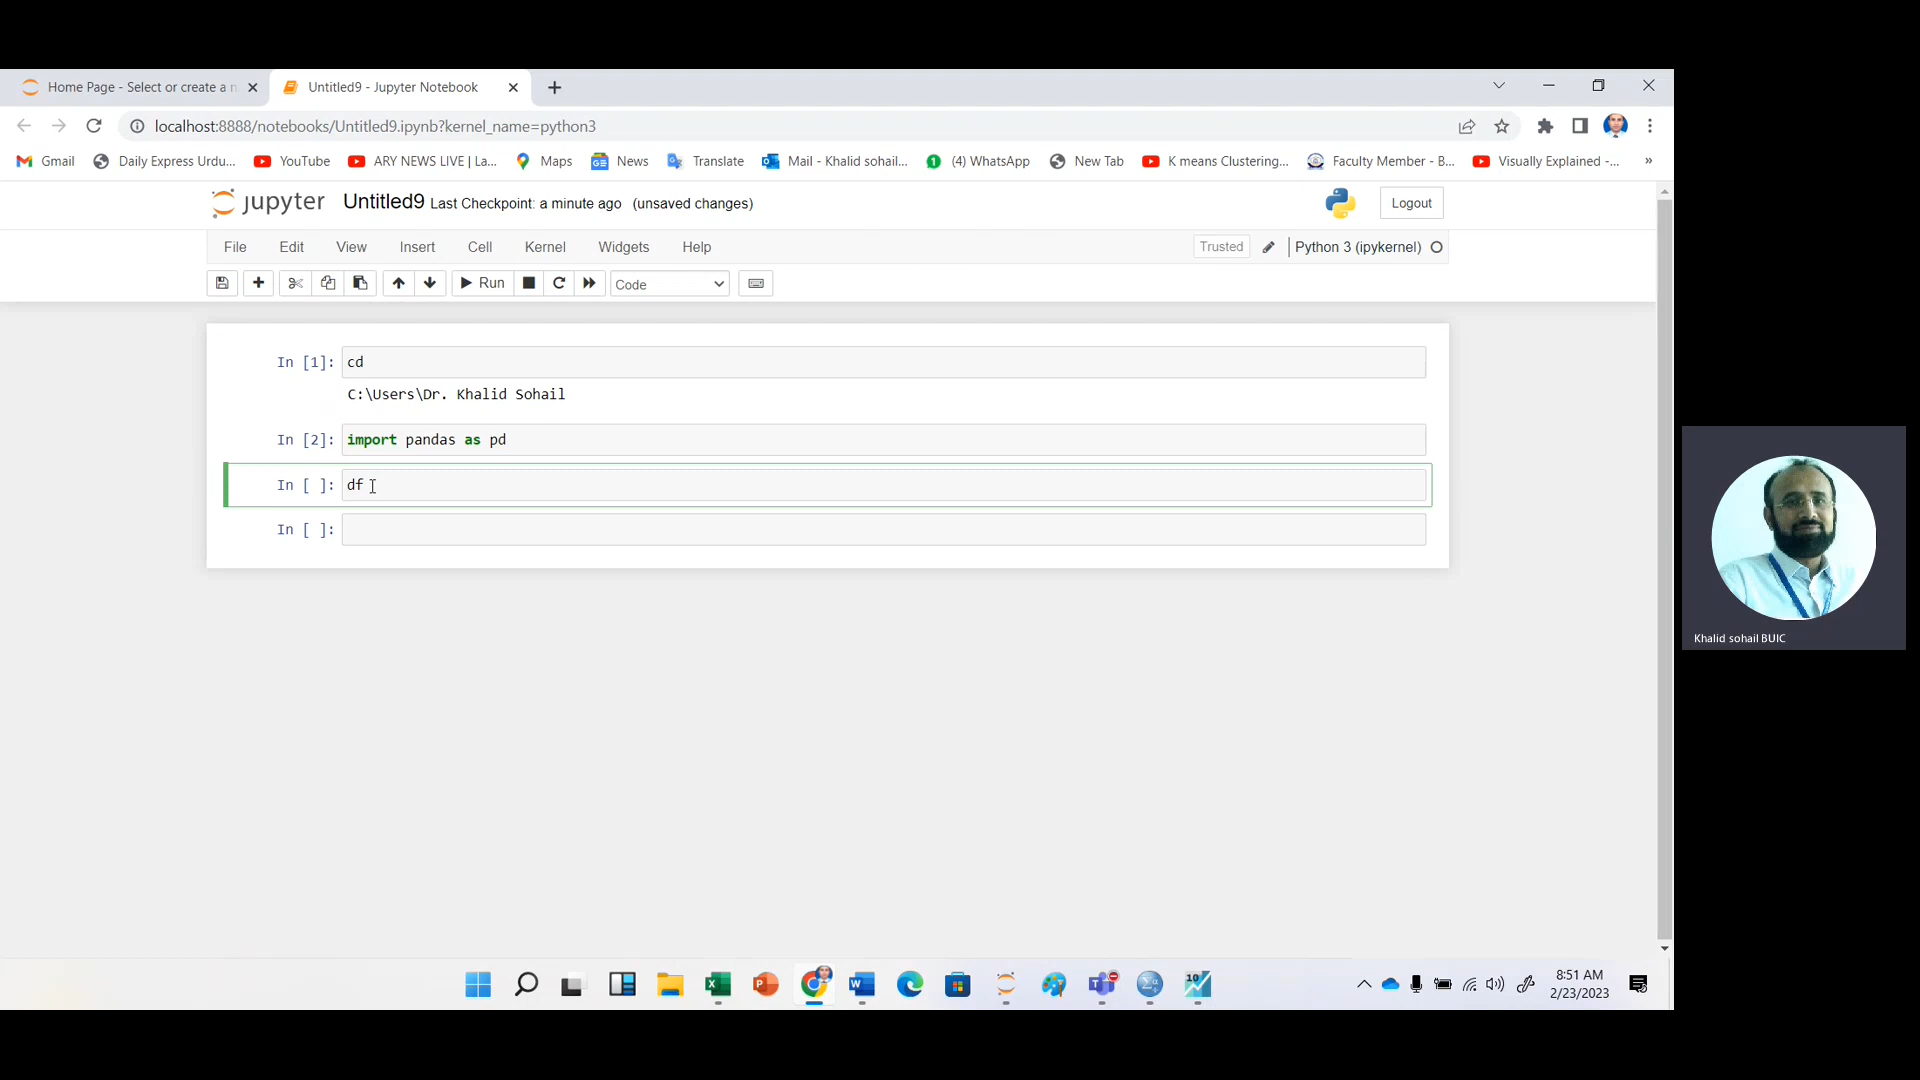 Home Page - Select or create a n
Untitled9 - Jupyter Notebook
localhost:8888/notebooks/Untitled9.ipynb?kernel_name=python3
Gmail
Daily Express Urdu...
YouTube
ARY NEWS LIVE | La...
Maps
News
Translate
Mail - Khalid sohail...
(4) WhatsApp
New Tab
K means Clustering...
Faculty Member - B...
Visually Explained -...
»
jupyter Untitled9 Last Checkpoint: a minute ago (unsaved changes)
Logout
File Edit View Insert Cell Kernel Widgets Help
Trusted
Python 3 (ipykernel)
Run
Code
In [1]: cd
C:\Users\Dr. Khalid Sohail
In [2]: import pandas as pd
In [ ]: df
In [ ]:
Khalid sohail BUIC
8:51 AM
2/23/2023